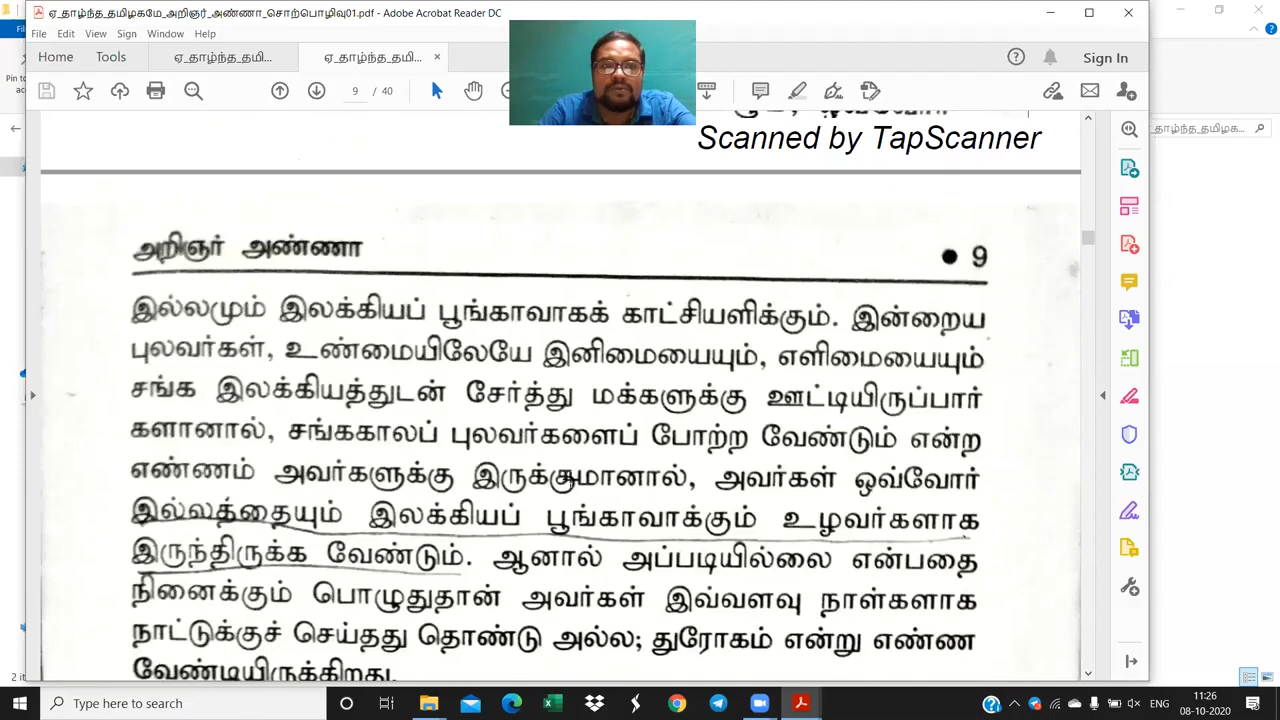 ஏ_தாழ்ந்த_தமிழகமே_அறிஞர்_அண்ணா_சொற்பொழிவு01.pdf - Adobe Acrobat Reader DC
File Edit View Sign Window Help
Home Tools ஏ_தாழ்ந்த_தமி... ஏ_தாழ்ந்த_தமி... × Sign In
9 / 40
Scanned by TapScanner
அறிஞர் அண்ணா ● 9
இல்லமும் இலக்கியப் பூங்காவாகக் காட்சியளிக்கும். இன்றைய
புலவர்கள், உண்மையிலேயே இனிமையையும், எளிமையையும்
சங்க இலக்கியத்துடன் சேர்த்து மக்களுக்கு ஊட்டியிருப்பார்
களானால், சங்ககாலப் புலவர்களைப் போற்ற வேண்டும் என்ற
எண்ணம் அவர்களுக்கு இருக்குமானால், அவர்கள் ஒவ்வோர்
இல்லத்தையும் இலக்கியப் பூங்காவாக்கும் உழவர்களாக
இருந்திருக்க வேண்டும். ஆனால் அப்படியில்லை என்பதை
நினைக்கும் பொழுதுதான் அவர்கள் இவ்வளவு நாள்களாக
நாட்டுக்குச் செய்தது தொண்டு அல்ல; துரோகம் என்று எண்ண
வேண்டியிருக்கிறது.
Type here to search
ENG
11:26
08-10-2020